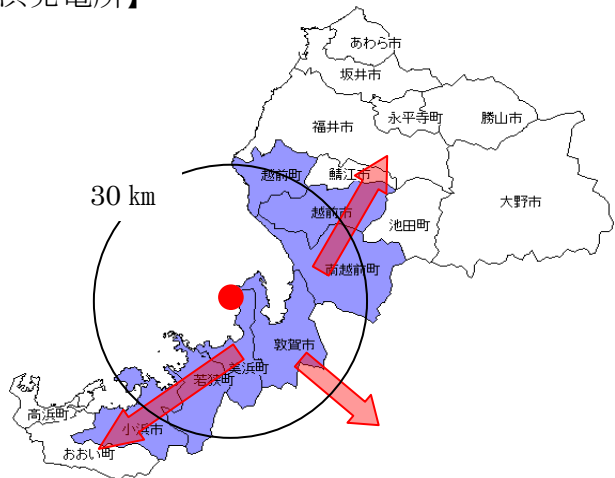 発電所】
あわら市
坂井市
福井市
永平寺町
勝山市
越前町
鯖江市
30 ㎞
越前市
大野市
池田町
南越前町
敦賀市
美浜町
若狭町
高浜町
小浜市
おおい町